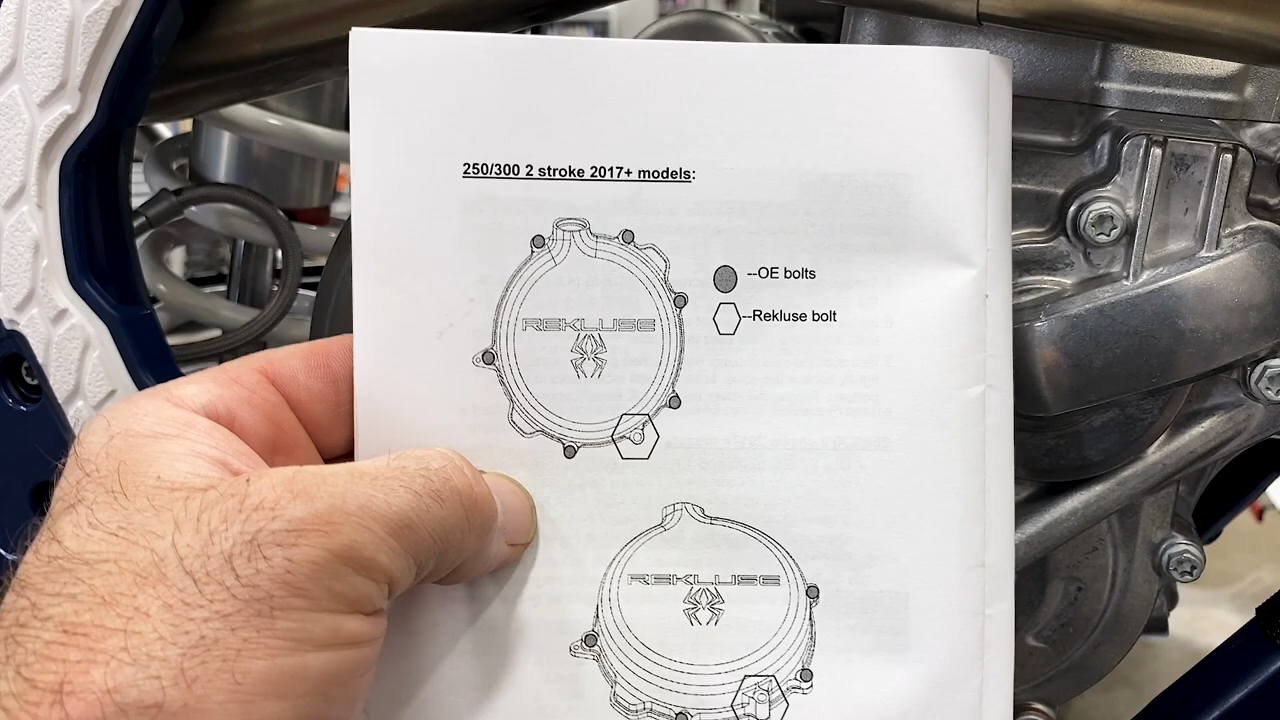 250/300 2 stroke 2017+ models:
--OE bolts
--Rekluse bolt
REKLUSE
REKLUSE